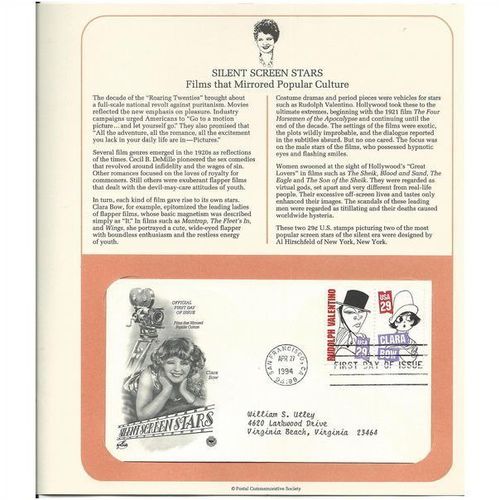 SILENT SCREEN STARS
Films that Mirrored Popular Culture
The decade of the "Roaring Twenties" brought about
a full-scale national revolt against puritanism. Movies
reflected the new emphasis on pleasure. Industry
campaigns urged Americans to "Go to a motion
picture... and let yourself go." They also promised that
"All the adventure, all the romance, all the excitement
you lack in your daily life are in—Pictures."
Several film genres emerged in the 1920s as reflections
of the times. Cecil B. DeMille pioneered the sex comedies
that revolved around infidelity and the wages of sin.
Other romances focused on the loves of royalty for
commoners. Still others were exuberant flapper films
that dealt with the devil-may-care attitudes of youth.
In turn, each kind of film gave rise to its own stars.
Clara Bow, for example, epitomized the leading ladies
of flapper films, whose basic magnetism was described
simply as "It." In films such as Mantrap, The Fleet's In,
and Wings, she portrayed a cute, wide-eyed flapper
with boundless enthusiasm and the restless energy
of youth.
Costume dramas and period pieces were vehicles for stars
such as Rudolph Valentino. Hollywood took these to the
ultimate extremes, beginning with the 1921 film The Four
Horsemen of the Apocalypse and continuing until the
end of the decade. The settings of the films were exotic,
the plots wildly improbable, and the dialogue reported
in the subtitles absurd. But no one cared. The focus was
on the male stars of the films, who possessed hypnotic
eyes and flashing smiles.
Women swooned at the sight of Hollywood's "Great
Lovers" in films such as The Sheik, Blood and Sand, The
Eagle and The Son of the Sheik. They were regarded as
virtual gods, set apart and very different from real-life
people. Their excessive off-screen lives and tastes only
enhanced their images. The scandals of these leading
men were regarded as titillating and their deaths caused
worldwide hysteria.
These two 29¢ U.S. stamps picturing two of the most
popular screen stars of the silent era were designed by
Al Hirschfeld of New York, New York.
OFFICIAL
FIRST DAY
OF ISSUE
Films that Mirrored
Popular Culture
Clara
Bow
SILENT SCREEN STARS
SAN FRANCISCO, CA
APR 27
1994
RUDOLPH VALENTINO
USA
29
USA
29
CLARA
BOW
FIRST DAY OF ISSUE
William S. Utley
4620 Larkwood Drive
Virginia Beach, Virginia 23464
© Postal Commemorative Society